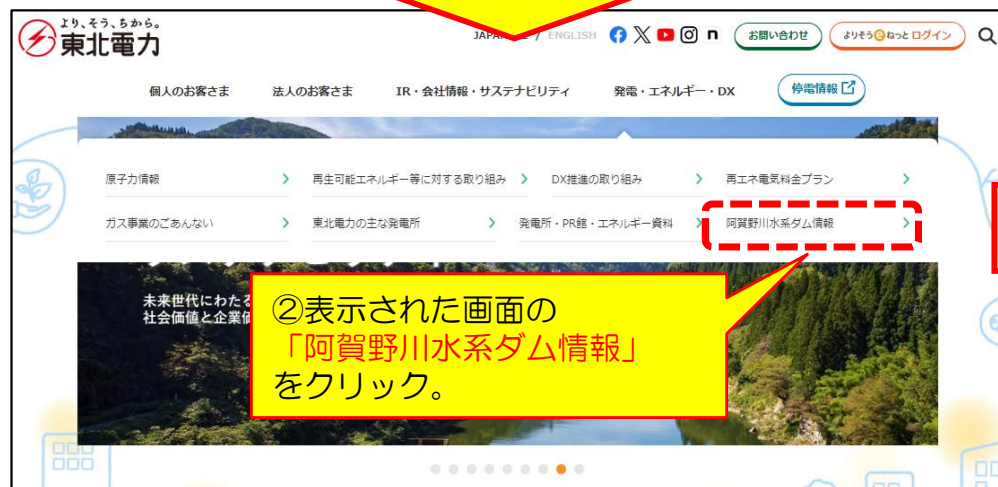 より、そう、ちから。
東北電力
/ ENGLISH
お問い合わせ
よりそうeねっと ログイン
個人のお客さま
法人のお客さま
IR・会社情報・サステナビリティ
発電・エネルギー・DX
停電情報
原子力情報
再生可能エネルギー等に対する取り組み
DX推進の取り組み
再エネ電気料金プラン
ガス事業のごあんない
東北電力の主な発電所
発電所・PR館・エネルギー資料
阿賀野川水系ダム情報
未来世代にわたる
社会価値と企業価
②表示された画面の
「阿賀野川水系ダム情報」
をクリック。